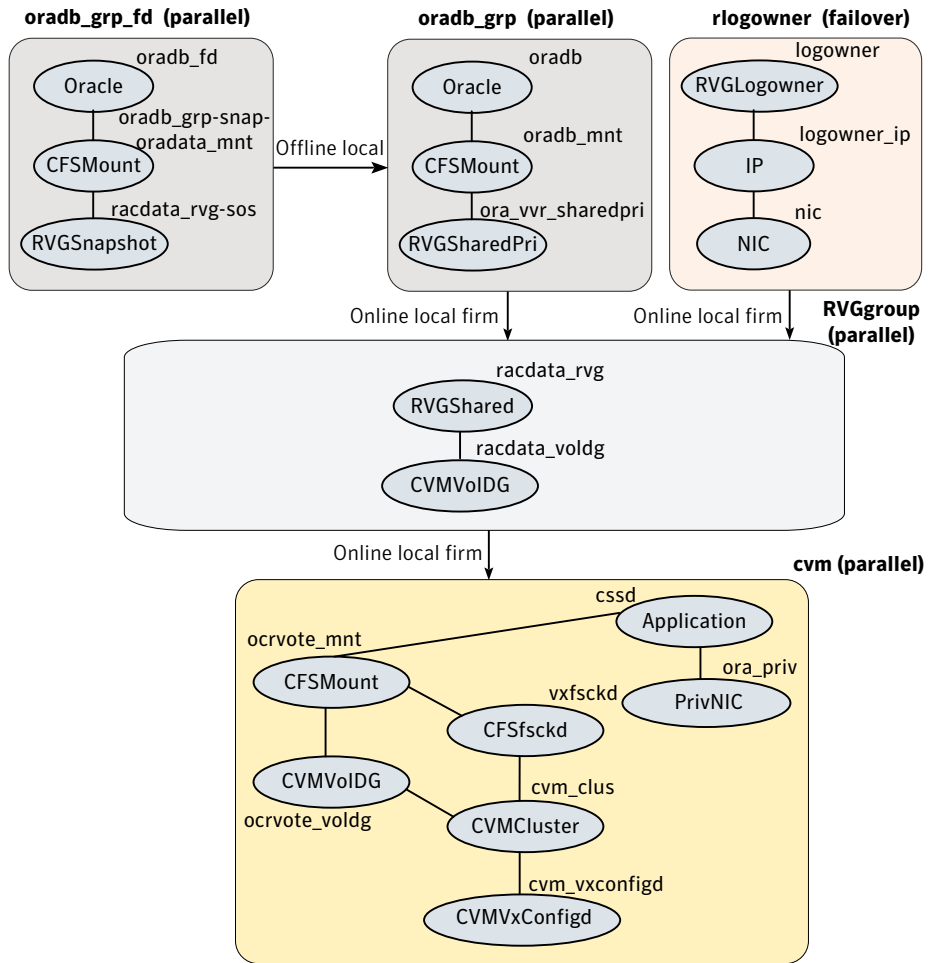 oradb_grp_fd (parallel)
oradb_grp (parallel)
rlogowner (failover)
oradb_fd
Oracle
oradb_grp-snap-
oradata_mnt
CFSMount
racdata_rvg-sos
RVGSnapshot
Offline local
oradb
Oracle
oradb_mnt
CFSMount
ora_vvr_sharedpri
RVGSharedPri
logowner
RVGLogowner
logowner_ip
IP
nic
NIC
Online local firm
Online local firm
RVGgroup
(parallel)
racdata_rvg
RVGShared
racdata_voldg
CVMVolDG
Online local firm
cvm (parallel)
cssd
Application
ocrvote_mnt
CFSMount
ora_priv
PrivNIC
vxfsckd
CFSfsckd
CVMVolDG
ocrvote_voldg
cvm_clus
CVMCluster
cvm_vxconfigd
CVMVxConfigd